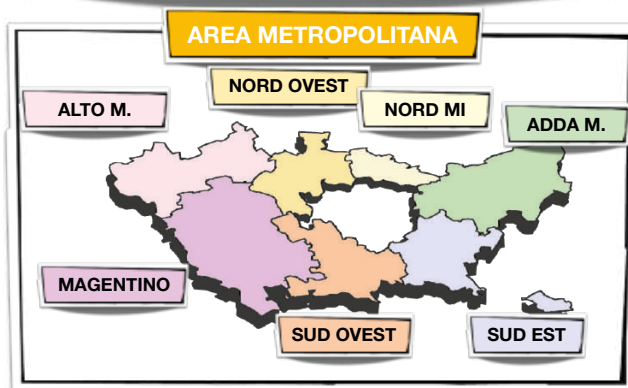 AREA METROPOLITANA
NORD OVEST
ALTO M.
NORD MI
ADDA M.
MAGENTINO
SUD OVEST
SUD EST